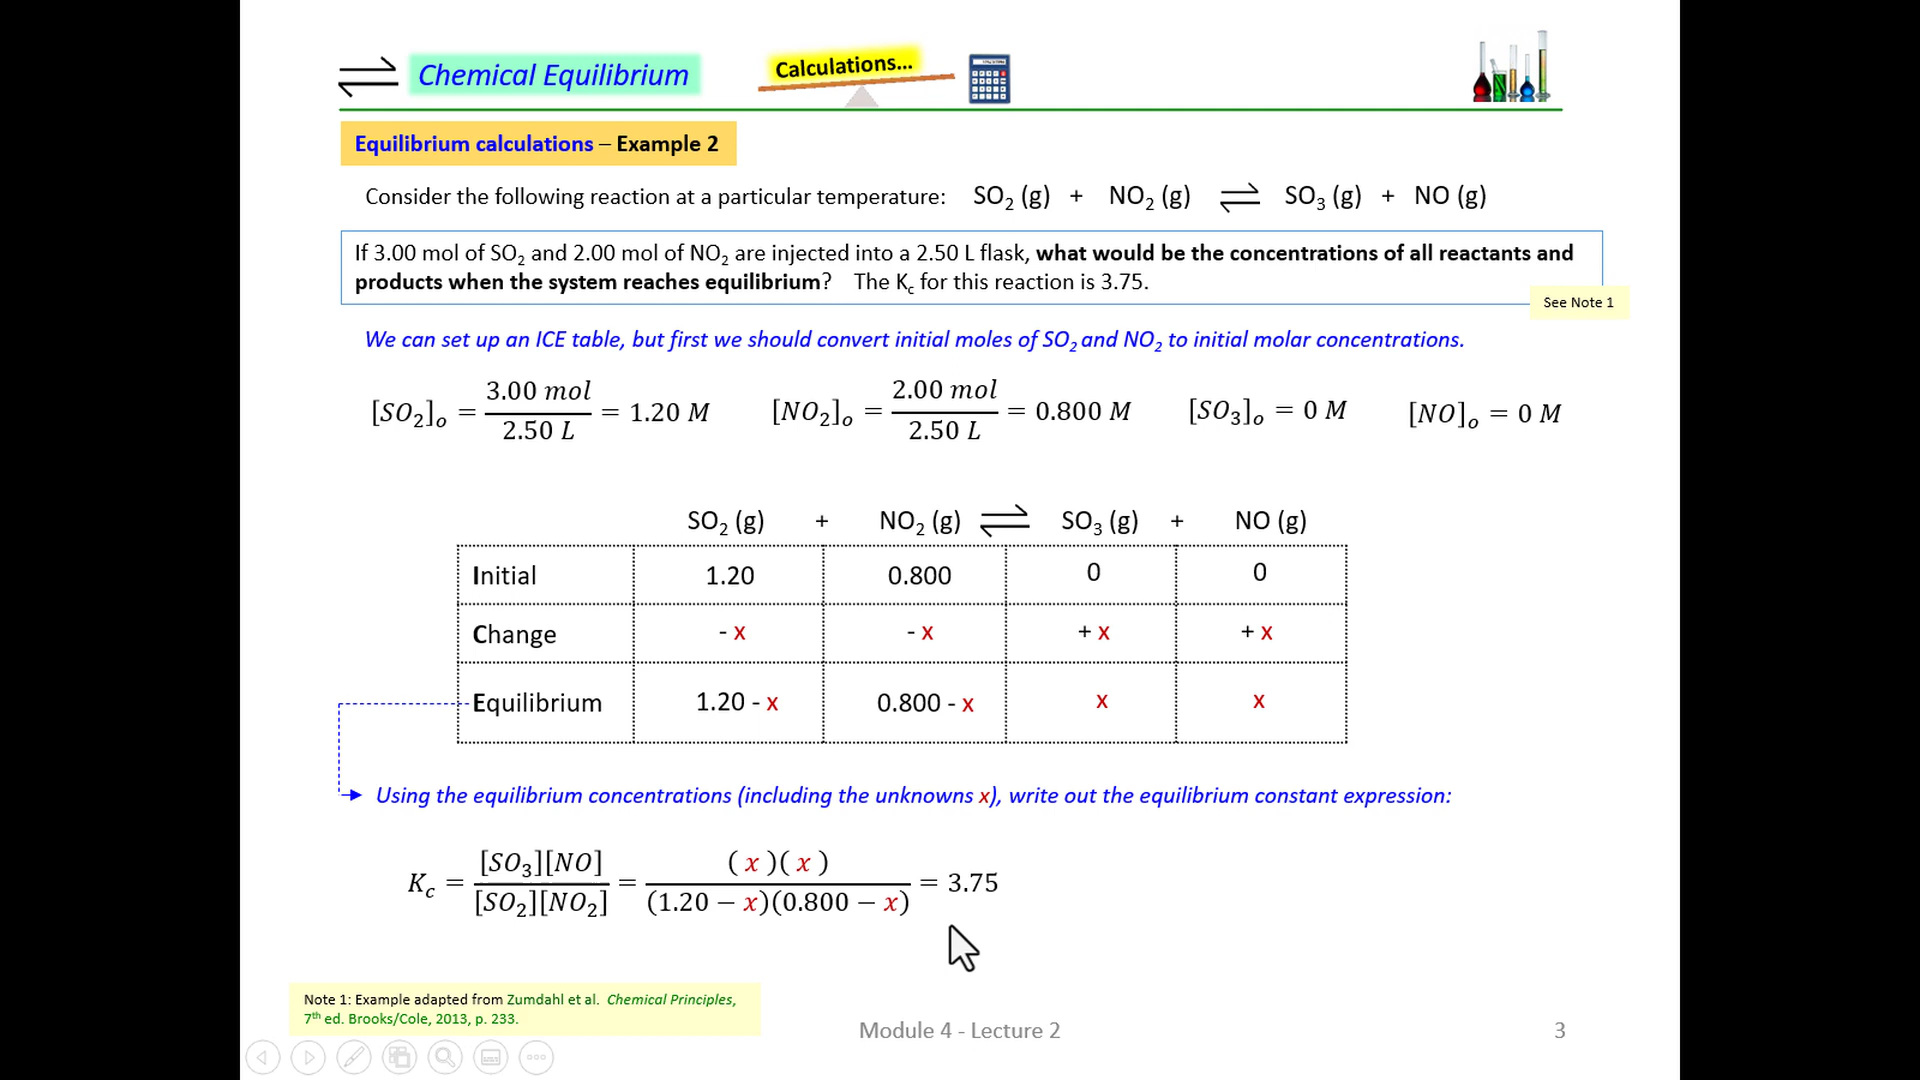 Chemical Equilibrium
Calculations...
Equilibrium calculations – Example 2
Consider the following reaction at a particular temperature: SO₂ (g) + NO₂ (g) ⇌ SO₃ (g) + NO (g)
If 3.00 mol of SO₂ and 2.00 mol of NO₂ are injected into a 2.50 L flask, what would be the concentrations of all reactants and
products when the system reaches equilibrium? The K꜀ for this reaction is 3.75.
See Note 1
We can set up an ICE table, but first we should convert initial moles of SO₂ and NO₂ to initial molar concentrations.
[SO₂]ₒ = 3.00 mol / 2.50 L = 1.20 M [NO₂]ₒ = 2.00 mol / 2.50 L = 0.800 M [SO₃]ₒ = 0 M [NO]ₒ = 0 M
SO₂ (g) + NO₂ (g) ⇌ SO₃ (g) + NO (g)
Initial 1.20 0.800 0 0
Change - x - x + x + x
Equilibrium 1.20 - x 0.800 - x x x
Using the equilibrium concentrations (including the unknowns x), write out the equilibrium constant expression:
K꜀ = [SO₃][NO] / [SO₂][NO₂] = ( x )( x ) / (1.20 − x)(0.800 − x) = 3.75
Note 1: Example adapted from Zumdahl et al. Chemical Principles,
7th ed. Brooks/Cole, 2013, p. 233.
Module 4 - Lecture 2
3